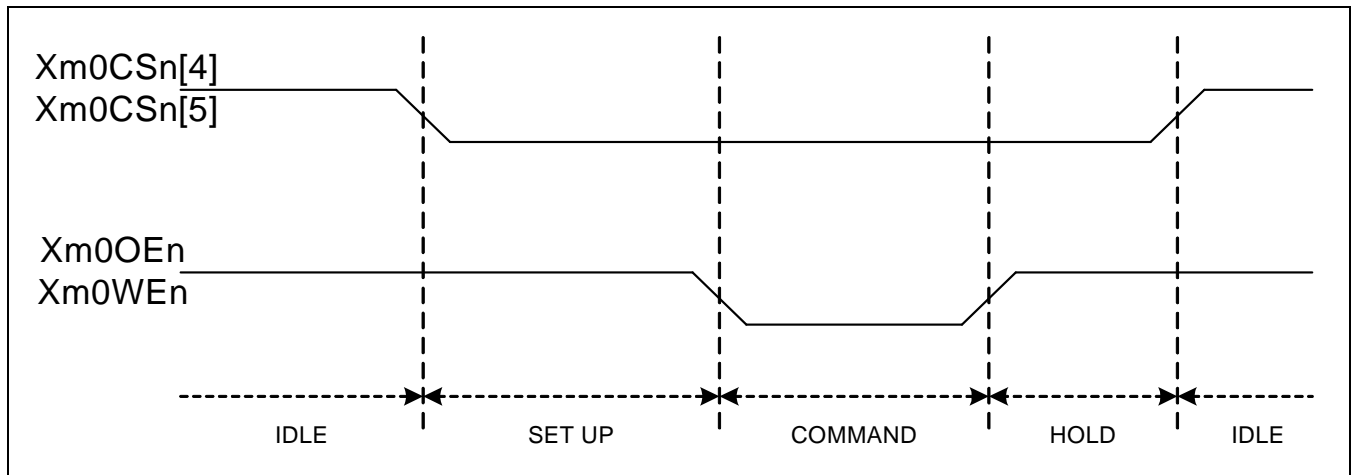 Xm0CSn[4]
Xm0CSn[5]
Xm0OEn
Xm0WEn
IDLE SET UP COMMAND HOLD IDLE